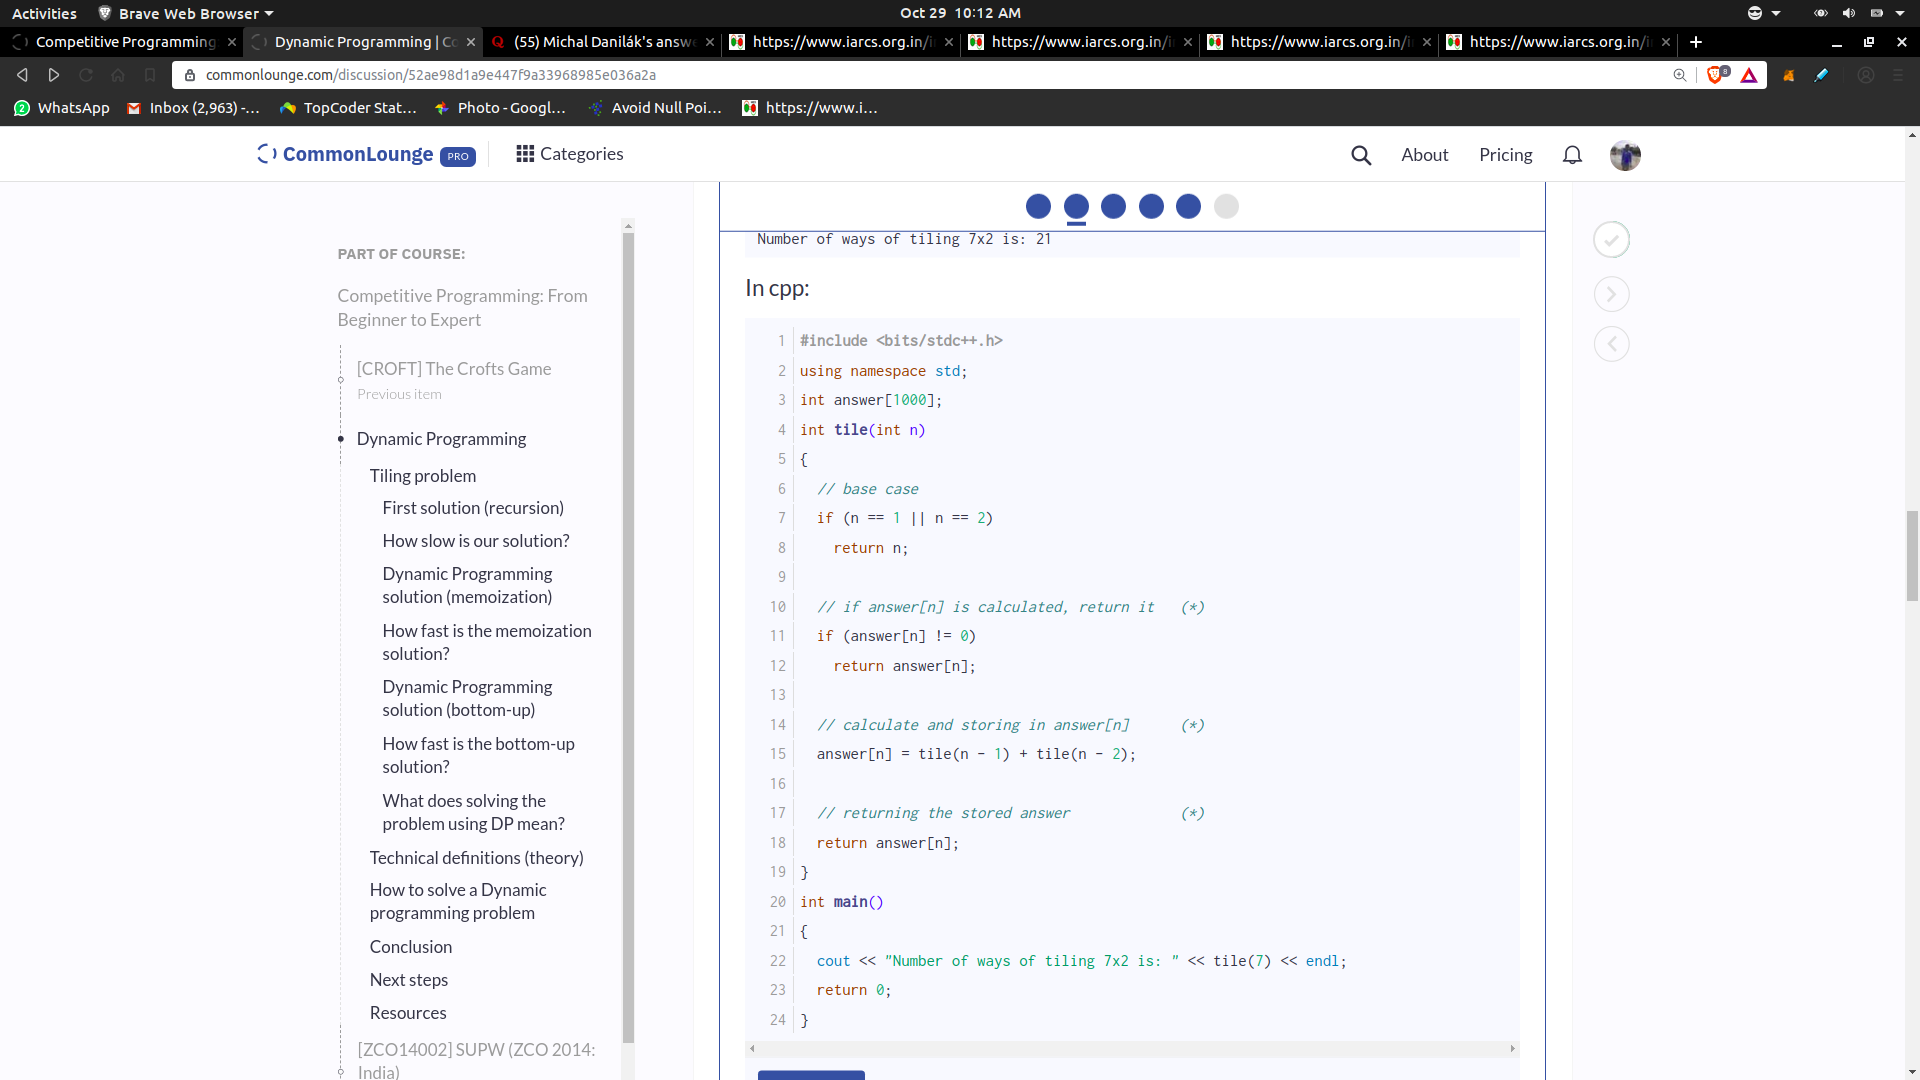 Activities
Brave Web Browser
Oct 29 10:12 AM
Competitive Programming
Dynamic Programming | Co
(55) Michal Danilák's answ
https://www.iarcs.org.in/i
https://www.iarcs.org.in/i
https://www.iarcs.org.in/i
https://www.iarcs.org.in/i
commonlounge.com/discussion/52ae98d1a9e447f9a33968985e036a2a
8
WhatsApp
Inbox (2,963) -...
TopCoder Stat...
Photo - Googl...
Avoid Null Poi...
https://www.i...
CommonLounge PRO
Categories
About
Pricing
PART OF COURSE:
Competitive Programming: From
Beginner to Expert
[CROFT] The Crofts Game
Previous item
Dynamic Programming
Tiling problem
First solution (recursion)
How slow is our solution?
Dynamic Programming
solution (memoization)
How fast is the memoization
solution?
Dynamic Programming
solution (bottom-up)
How fast is the bottom-up
solution?
What does solving the
problem using DP mean?
Technical definitions (theory)
How to solve a Dynamic
programming problem
Conclusion
Next steps
Resources
[ZCO14002] SUPW (ZCO 2014:
India)
Number of ways of tiling 7x2 is: 21
In cpp:
1 #include <bits/stdc++.h>
2 using namespace std;
3 int answer[1000];
4 int tile(int n)
5 {
6 // base case
7 if (n == 1 || n == 2)
8 return n;
9
10 // if answer[n] is calculated, return it (*)
11 if (answer[n] != 0)
12 return answer[n];
13
14 // calculate and storing in answer[n] (*)
15 answer[n] = tile(n - 1) + tile(n - 2);
16
17 // returning the stored answer (*)
18 return answer[n];
19 }
20 int main()
21 {
22 cout << "Number of ways of tiling 7x2 is: " << tile(7) << endl;
23 return 0;
24 }